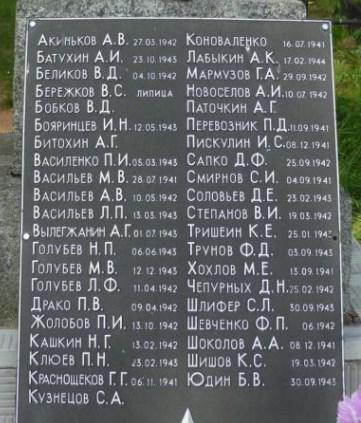 Акиньков А.В. 27.03.1942
Батухин А.И. 23.10.1943
Беликов В.Д. 04.10.1942
Бережков В.С. липица
Бобков В.Д.
Бояринцев И.Н. 12.05.1943
Битохин А.Г.
Василенко П.И. 05.03.1943
Васильев М.В. 28.07.1941
Васильев А.В. 10.05.1942
Васильев Л.П. 13.03.1943
Вылегжанин А.Г. 01.07.1943
Голубев Н.П. 06.06.1943
Голубев М.В. 12.12.1943
Голубев Л.Ф. 11.04.1942
Драко П.В. 09.04.1942
Жолобов П.И. 13.10.1942
Кашкин Н.Г. 13.02.1942
Клюев П.Н. 23.02.1943
Краснощеков Г.Г. 06.11.1941
Кузнецов С.А.
Коноваленко 16.07.1941
Лабыкин А.К. 17.02.1944
Мармузов Г.А. 29.09.1942
Новоселов А.И. 10.07.1942
Паточкин А.Г.
Перевозник П.Д. 11.09.1941
Пискулин И.С. 08.12.1941
Сапко Д.Ф. 25.09.1942
Смирнов С.И. 04.09.1941
Соловьев Д.Е. 23.02.1943
Степанов В.И. 19.03.1942
Тришеин К.Е. 25.01.1943
Трунов Ф.Д. 03.09.1943
Хохлов М.Е. 13.09.1941
Чепурных Д.Н. 25.02.1942
Шлифер С.Л. 30.09.1943
Шевченко Ф.П. 06.1942
Шоколов А.А. 08.12.1941
Шишов К.С. 19.03.1942
Юдин Б.В. 30.09.1943